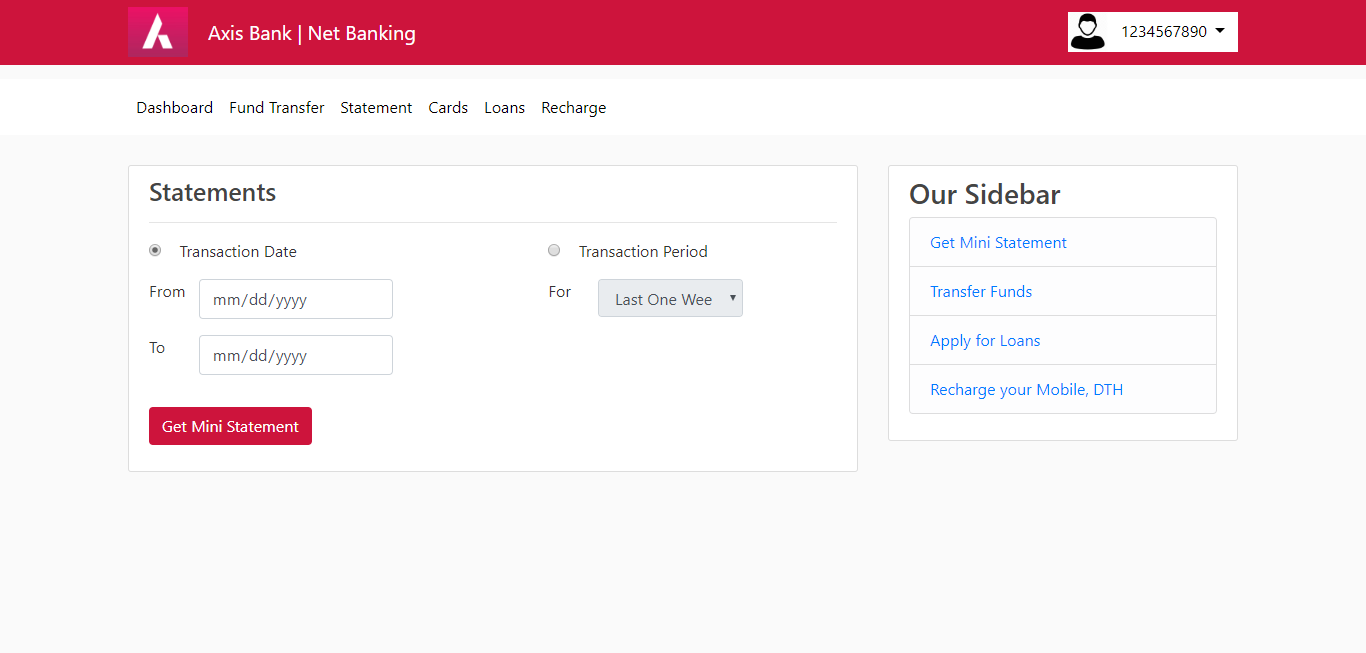 Axis Bank | Net Banking
1234567890
Dashboard Fund Transfer Statement Cards Loans Recharge
Statements
Transaction Date
Transaction Period
From mm/dd/yyyy
For Last One Wee
To mm/dd/yyyy
Get Mini Statement
Our Sidebar
Get Mini Statement
Transfer Funds
Apply for Loans
Recharge your Mobile, DTH